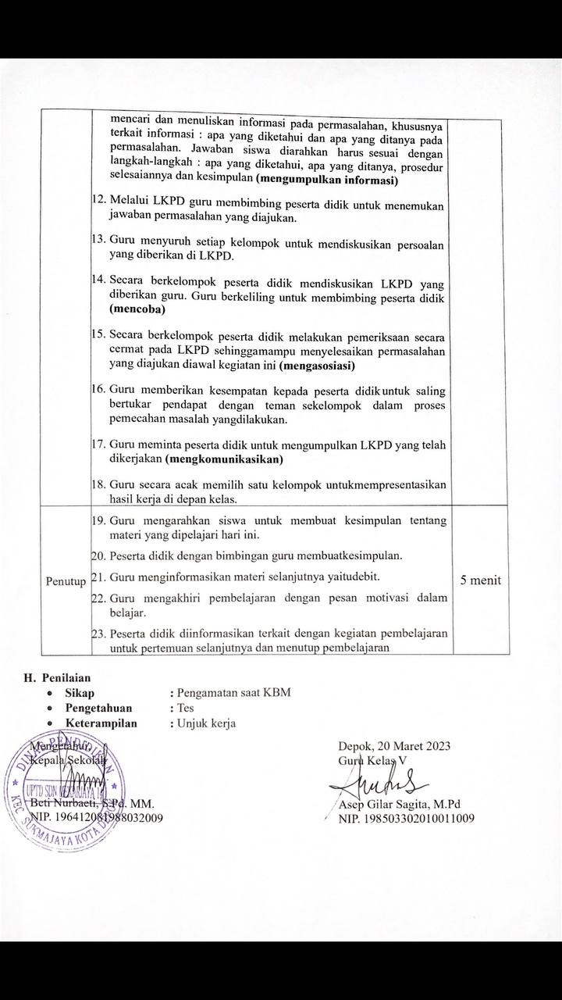 mencari dan menuliskan informasi pada permasalahan, khususnya
terkait informasi : apa yang diketahui dan apa yang ditanya pada
permasalahan. Jawaban siswa diarahkan harus sesuai dengan
langkah-langkah : apa yang diketahui, apa yang ditanya, prosedur
selesaiannya dan kesimpulan (mengumpulkan informasi)
12. Melalui LKPD guru membimbing peserta didik untuk menemukan
jawaban permasalahan yang diajukan.
13. Guru menyuruh setiap kelompok untuk mendiskusikan persoalan
yang diberikan di LKPD.
14. Secara berkelompok peserta didik mendiskusikan LKPD yang
diberikan guru. Guru berkeliling untuk membimbing peserta didik
(mencoba)
15. Secara berkelompok peserta didik melakukan pemeriksaan secara
cermat pada LKPD sehinggamampu menyelesaikan permasalahan
yang diajukan diawal kegiatan ini (mengasosiasi)
16. Guru memberikan kesempatan kepada peserta didikuntuk saling
bertukar pendapat dengan teman sekelompok dalam proses
pemecahan masalah yangdilakukan.
17. Guru meminta peserta didik untuk mengumpulkan LKPD yang telah
dikerjakan (mengkomunikasikan)
18. Guru secara acak memilih satu kelompok untukmempresentasikan
hasil kerja di depan kelas.
Penutup
19. Guru mengarahkan siswa untuk membuat kesimpulan tentang
materi yang dipelajari hari ini.
20. Peserta didik dengan bimbingan guru membuatkesimpulan.
21. Guru menginformasikan materi selanjutnya yaitudebit.
22. Guru mengakhiri pembelajaran dengan pesan motivasi dalam
belajar.
23. Peserta didik diinformasikan terkait dengan kegiatan pembelajaran
untuk pertemuan selanjutnya dan menutup pembelajaran
5 menit
H. Penilaian
• Sikap : Pengamatan saat KBM
• Pengetahuan : Tes
• Keterampilan : Unjuk kerja
Mengetahui,
Kepala Sekolah
Beti Nurbaeti, S.Pd. MM.
NIP. 196412081988032009
DINAS PENDIDIKAN
UPTD SDN
KEC. SUKMAJAYA KOTA
Depok, 20 Maret 2023
Guru Kelas V
Asep Gilar Sagita, M.Pd
NIP. 198503302010011009